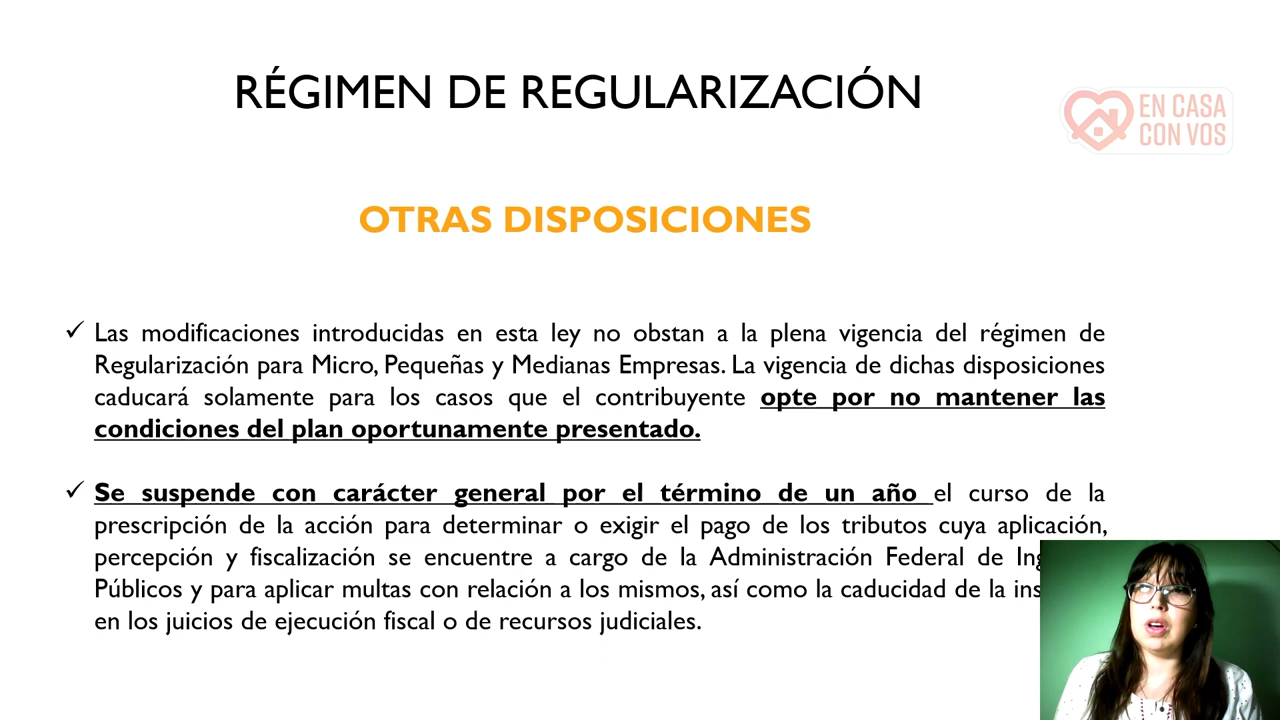 RÉGIMEN DE REGULARIZACIÓN
EN CASA
CON VOS
OTRAS DISPOSICIONES
✓ Las modificaciones introducidas en esta ley no obstan a la plena vigencia del régimen de
Regularización para Micro, Pequeñas y Medianas Empresas. La vigencia de dichas disposiciones
caducará solamente para los casos que el contribuyente opte por no mantener las
condiciones del plan oportunamente presentado.
✓ Se suspende con carácter general por el término de un año el curso de la
prescripción de la acción para determinar o exigir el pago de los tributos cuya aplicación,
percepción y fiscalización se encuentre a cargo de la Administración Federal de
Públicos y para aplicar multas con relación a los mismos, así como la caducidad de la
en los juicios de ejecución fiscal o de recursos judiciales.